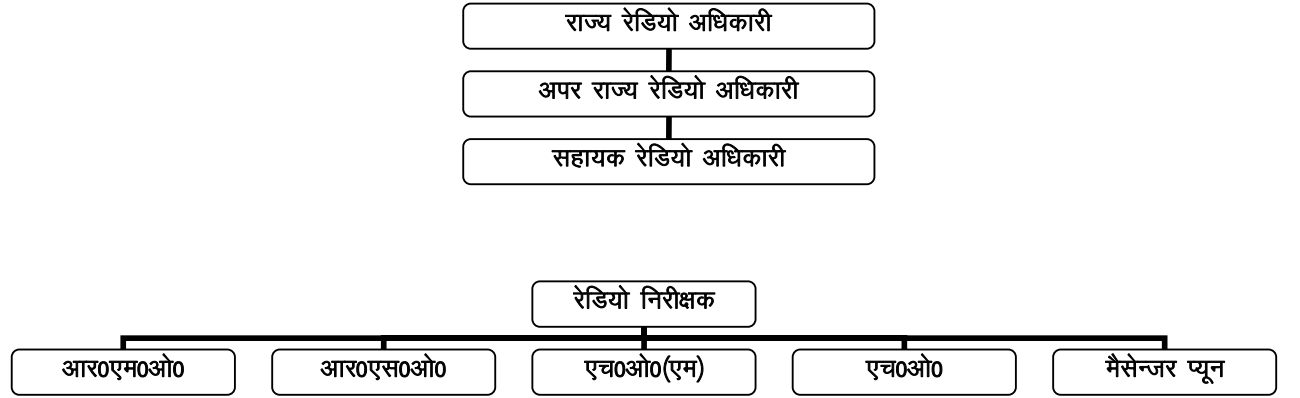 राज्य रेडियो अधिकारी
अपर राज्य रेडियो अधिकारी
सहायक रेडियो अधिकारी
रेडियो निरीक्षक
आर0एम0ओ0
आर0एस0ओ0
एच0ओ0(एम)
एच0ओ0
मैसेन्जर प्यून